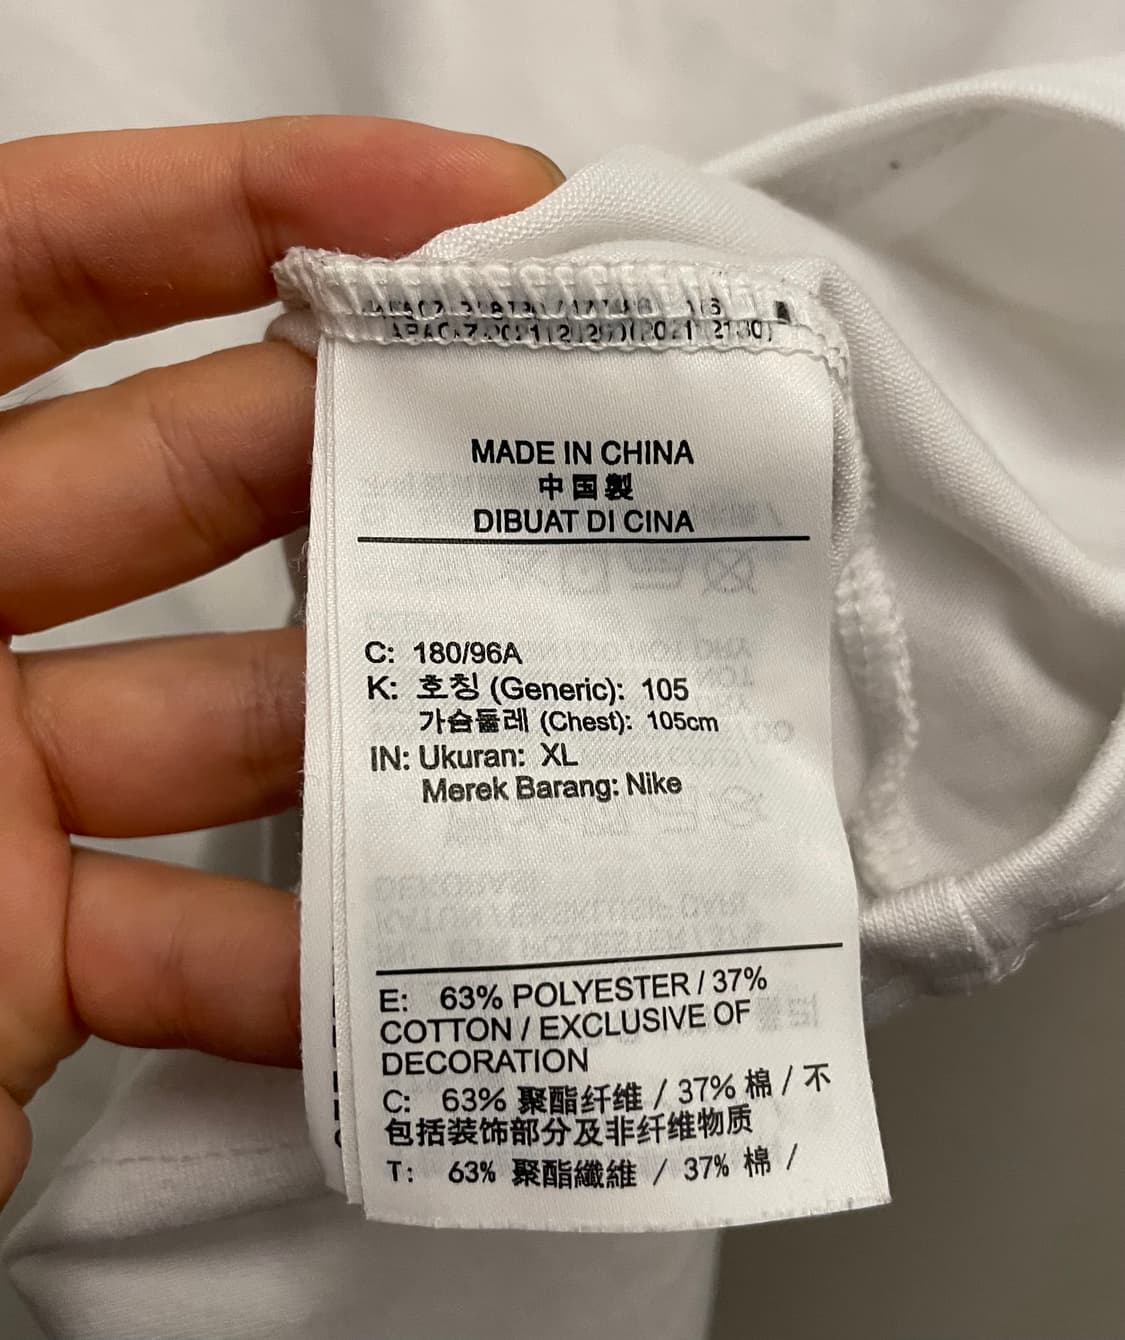 MADE IN CHINA
中国製
DIBUAT DI CINA
C: 180/96A
K: 호칭 (Generic): 105
가슴둘레 (Chest): 105cm
IN: Ukuran: XL
Merek Barang: Nike
E: 63% POLYESTER / 37%
COTTON / EXCLUSIVE OF
DECORATION
C: 63% 聚酯纤维 / 37% 棉 / 不
包括装饰部分及非纤维物质
T: 63% 聚酯纖維 / 37% 棉 /